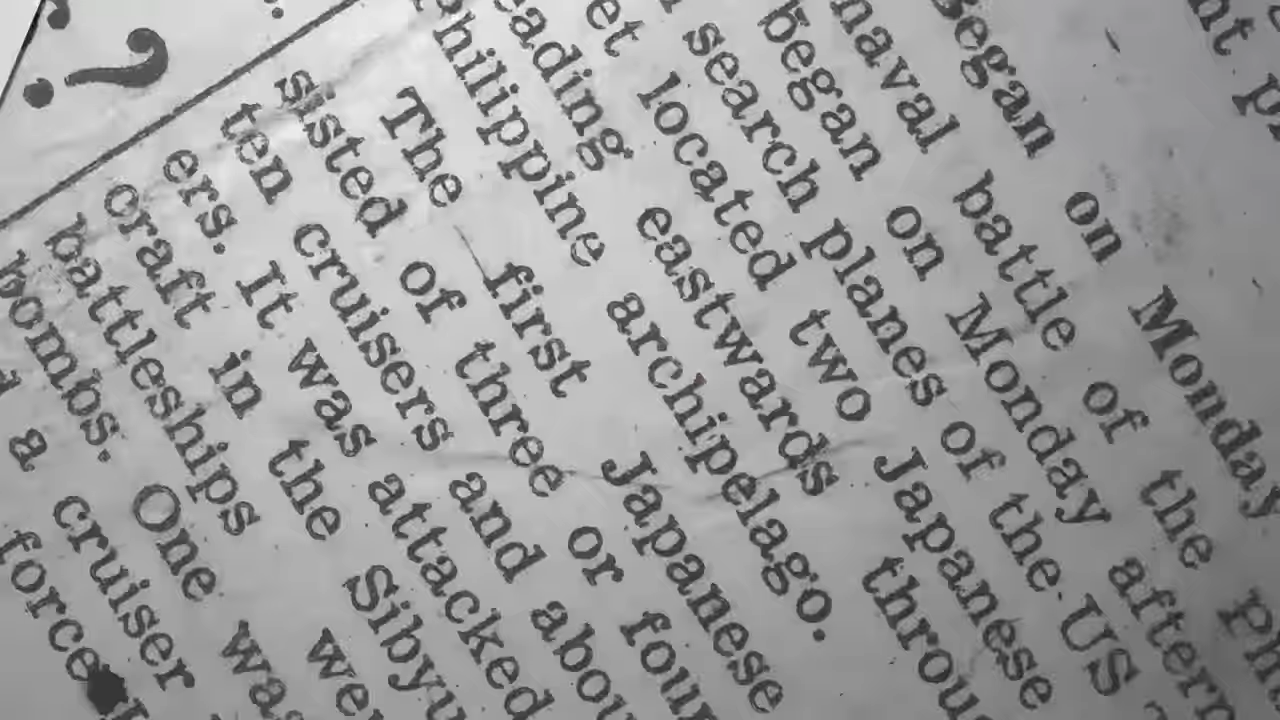 Began on Monday
naval battle of the Ph
began on Monday aftern
search planes of the US
et located two Japanese
eading eastwards throu
Philippine archipelago.
The first Japanese
sisted of three or four
ten cruisers and abou
ers. It was attacked
craft in the Sibyu
battleships we
bombs. One was
a cruiser
force